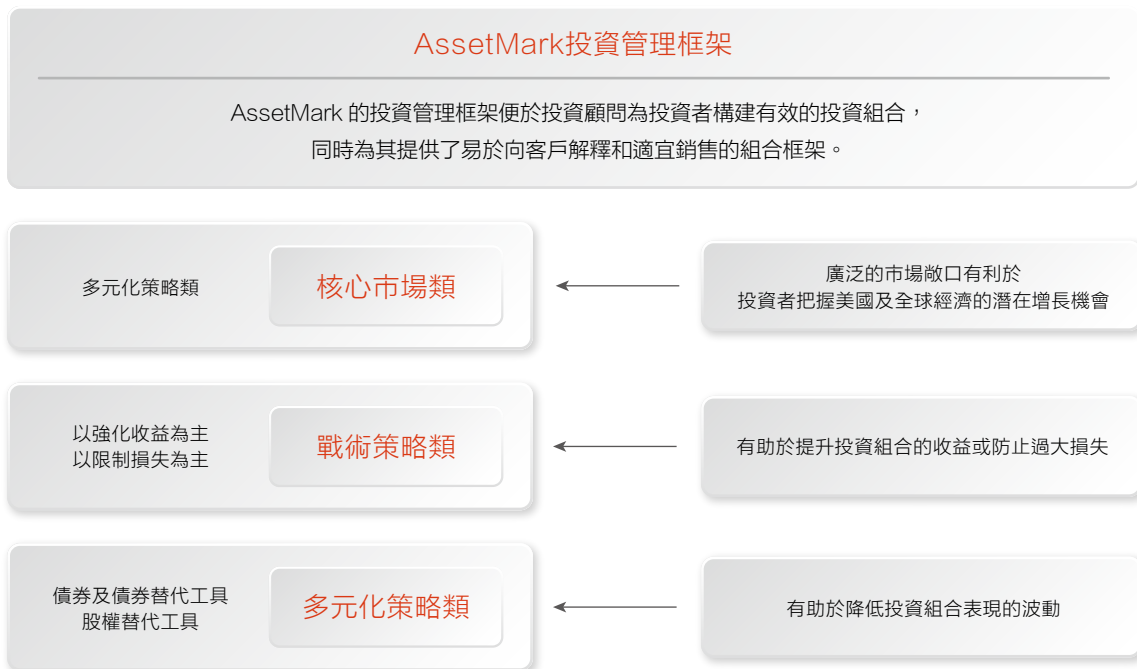 AssetMark投資管理框架
AssetMark 的投資管理框架便於投資顧問為投資者構建有效的投資組合，
同時為其提供了易於向客戶解釋和適宜銷售的組合框架。
多元化策略類
核心市場類
廣泛的市場敞口有利於
投資者把握美國及全球經濟的潛在增長機會
以強化收益為主
以限制損失為主
戰術策略類
有助於提升投資組合的收益或防止過大損失
債券及債券替代工具
股權替代工具
多元化策略類
有助於降低投資組合表現的波動